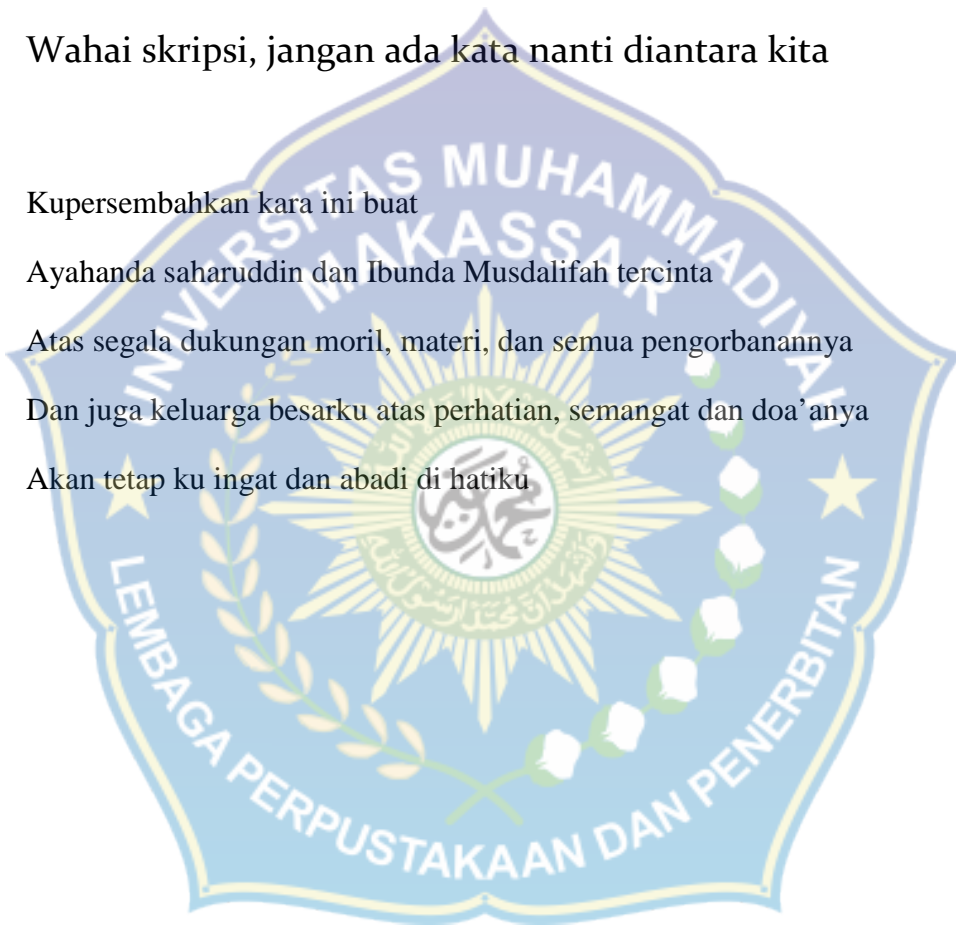 Wahai skripsi, jangan ada kata nanti diantara kita
UNIVERSITAS MUHAMMADIYAH
MAKASSAR
Kupersembahkan kara ini buat
Ayahanda saharuddin dan Ibunda Musdalifah tercinta
Atas segala dukungan moril, materi, dan semua pengorbanannya
Dan juga keluarga besarku atas perhatian, semangat dan doa’anya
Akan tetap ku ingat dan abadi di hatiku
LEMBAGA PERPUSTAKAAN DAN PENERBITAN